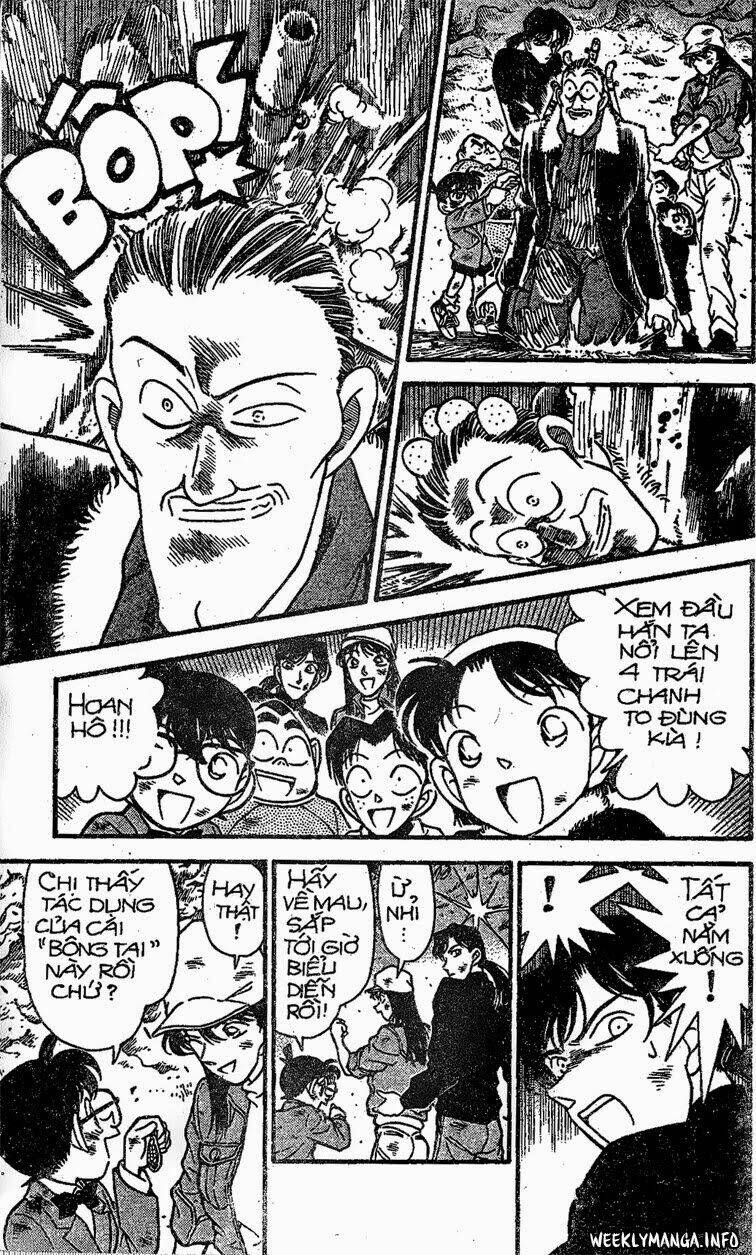 BỐP!
XEM ĐẦU
HẮN TA
NỔI LÊN
4 TRÁI
CHANH
TO ĐÙNG
KÌA!
HOAN
HÔ!!!
CHỊ THẤY
TÁC DỤNG
CỦA CÁI
"BÔNG TAI"
NÀY RỒI
CHỨ?
HAY
THẬT!
HÃY
VỀ MAU,
SẮP
TỚI GIỜ
BIỂU
DIỄN RỒI!
Ừ
NHỈ
...
!
TẤT
CẢ
NẰM
XUỐNG
!
WEEKLYMANGA.INFO